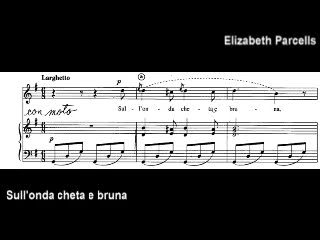 Elizabeth Parcells
Larghetto
A
p
con moto
Sul - l'on - da che - ta e bru - na,
p
Sull'onda cheta e bruna